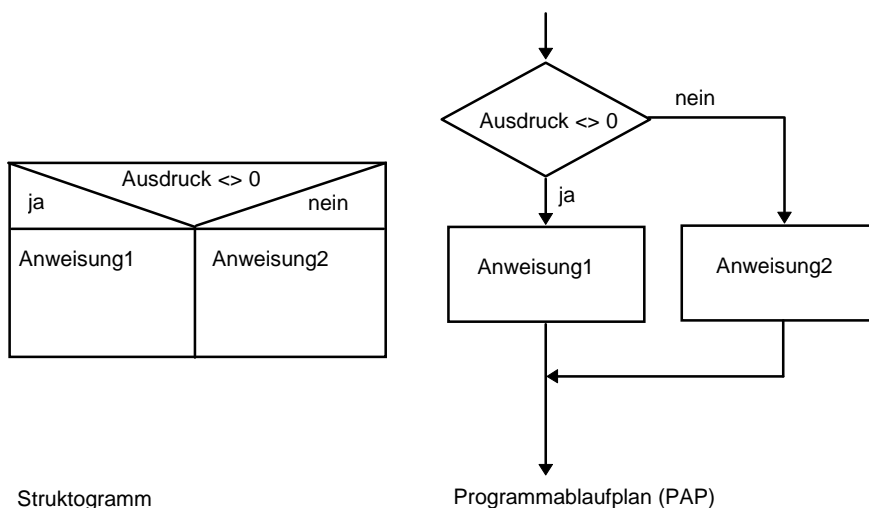 Ausdruck <> 0
ja
nein
Anweisung1
Anweisung2
Struktogramm
Ausdruck <> 0
nein
ja
Anweisung1
Anweisung2
Programmablaufplan (PAP)